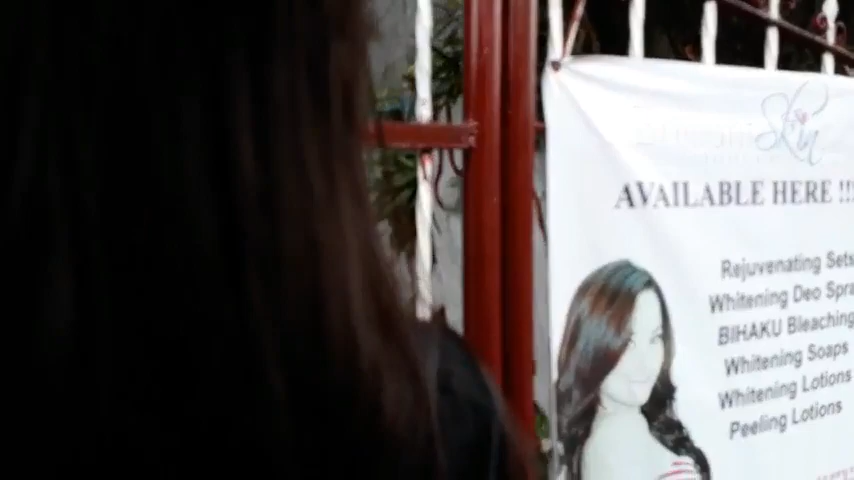 Skin
AVAILABLE HERE !!!
Rejuvenating Sets
Whitening Deo Spra
BIHAKU Bleaching
Whitening Soaps
Whitening Lotions
Peeling Lotions